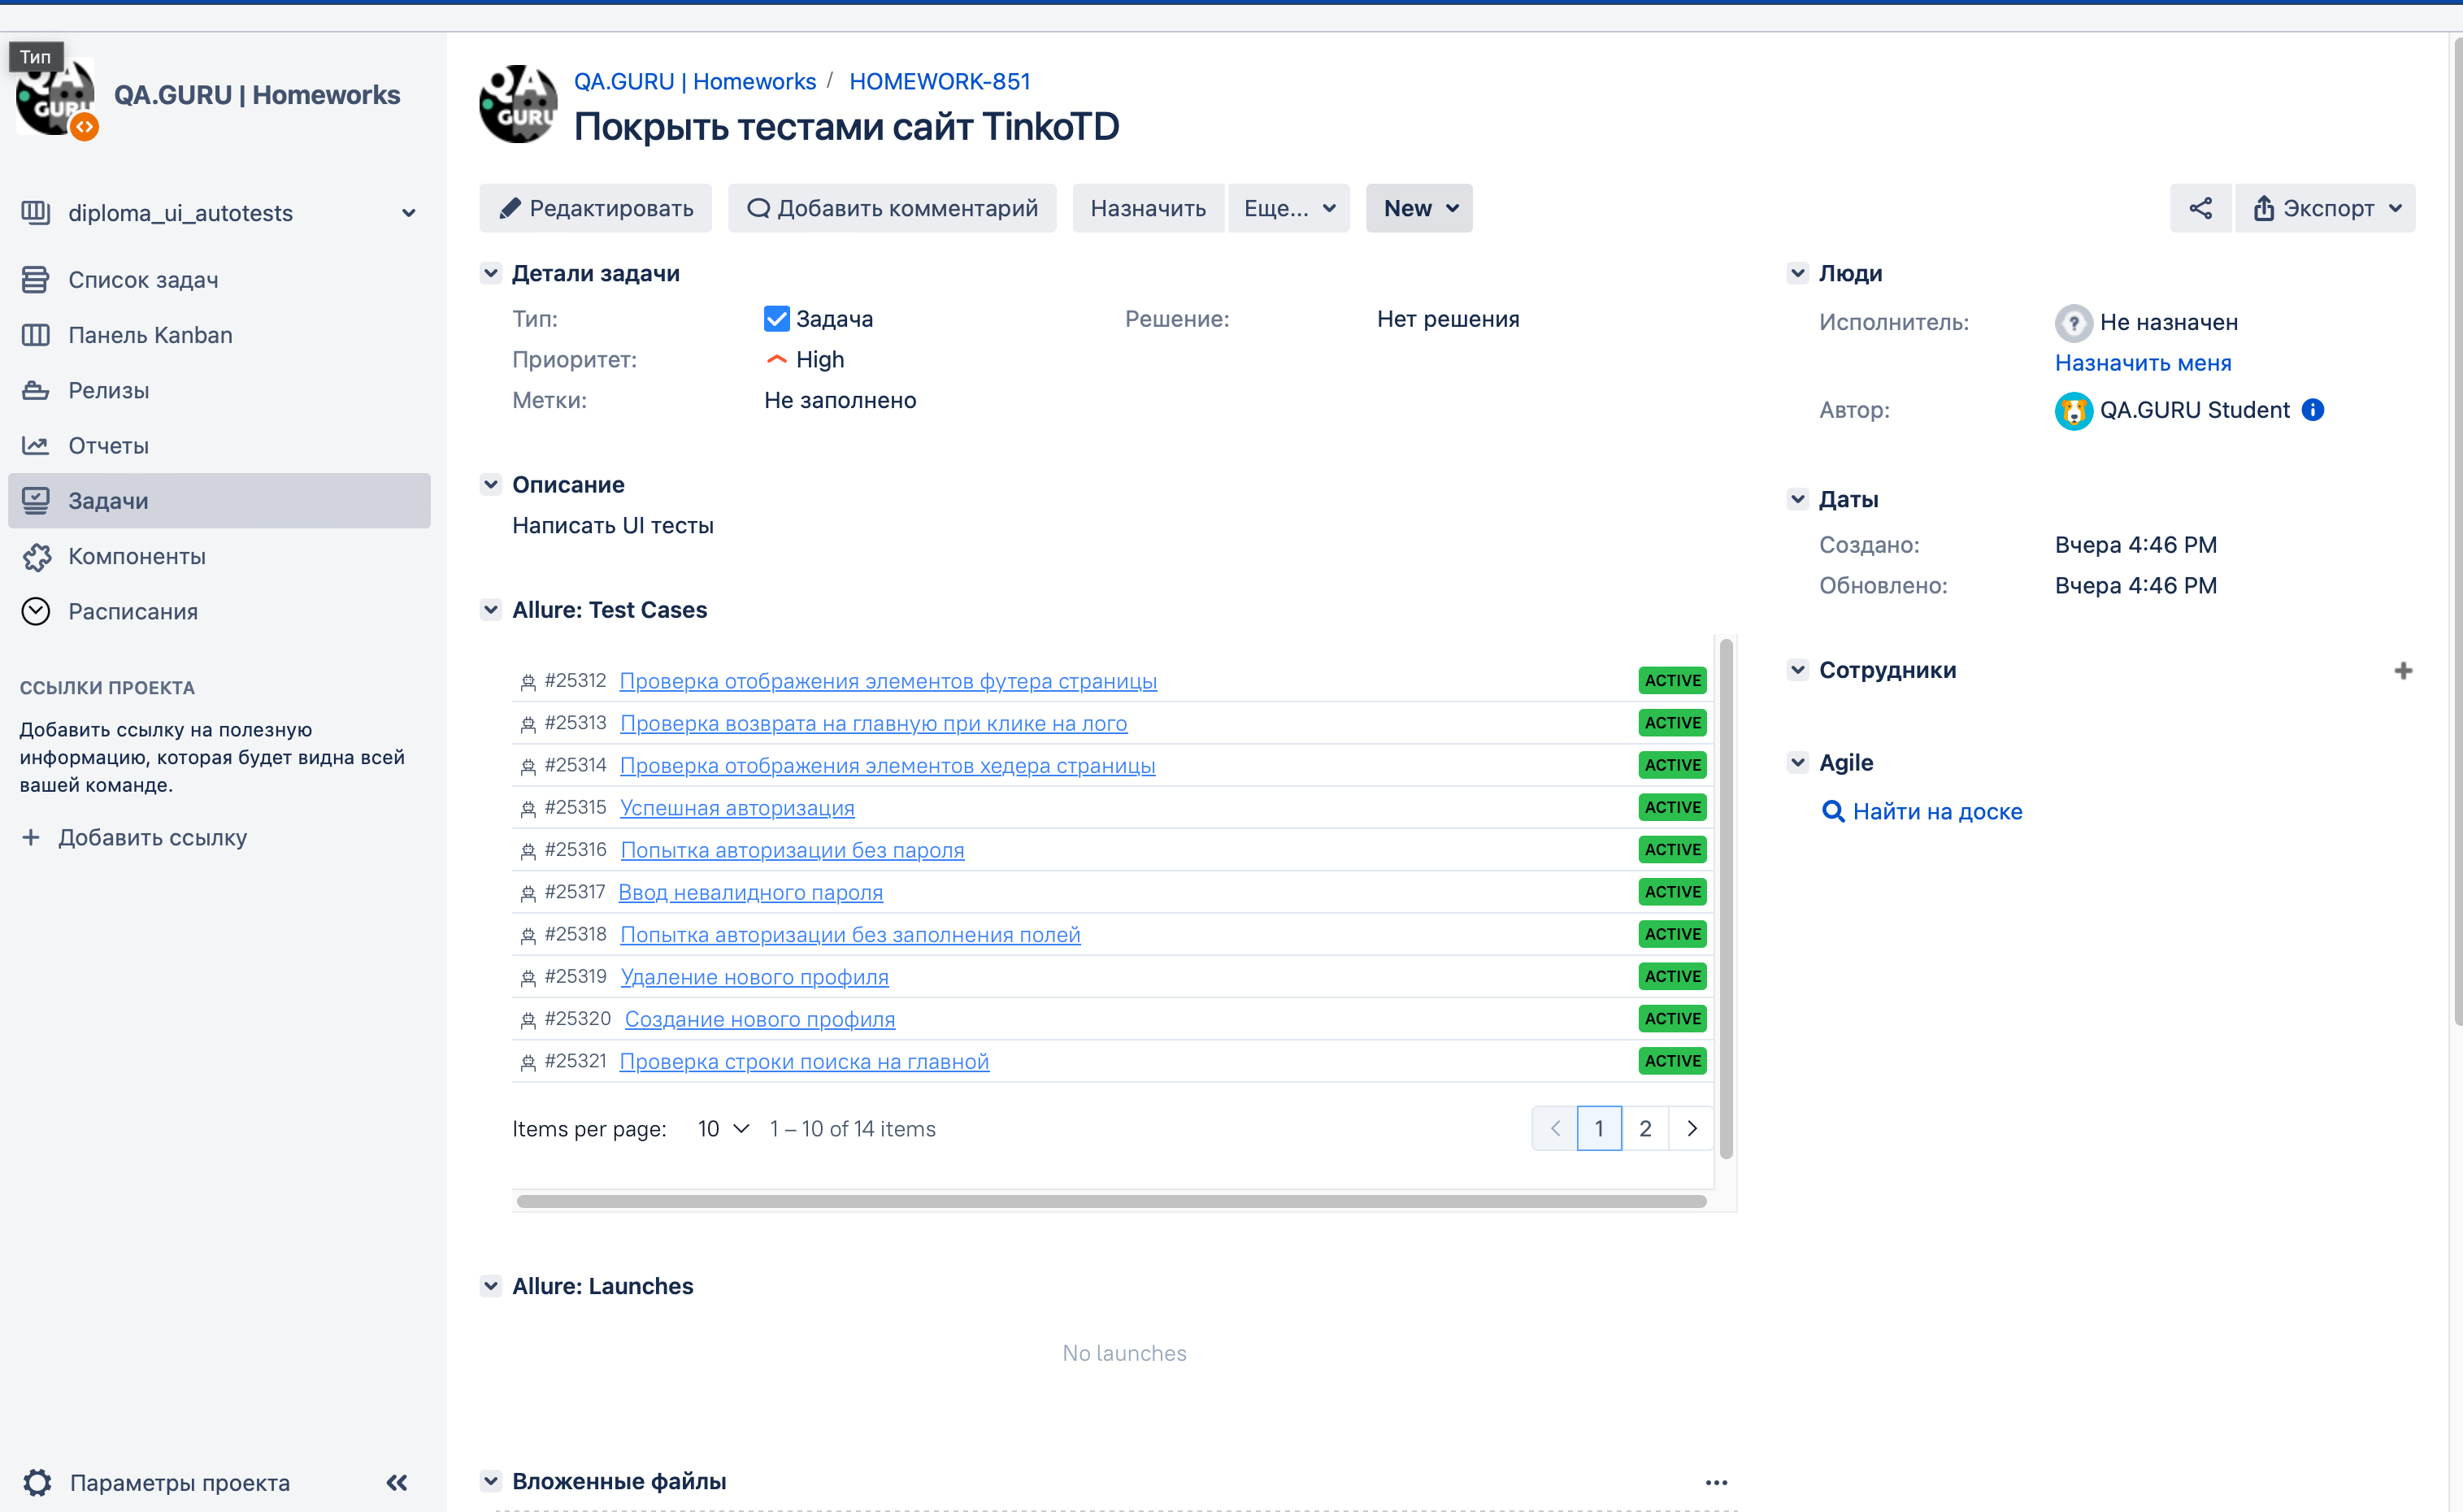 Тип
QA.GURU | Homeworks
diploma_ui_autotests
Список задач
Панель Kanban
Релизы
Отчеты
Задачи
Компоненты
Расписания
ССЫЛКИ ПРОЕКТА
Добавить ссылку на полезную
информацию, которая будет видна всей
вашей команде.
+ Добавить ссылку
Параметры проекта
QA GURU
QA.GURU | Homeworks / HOMEWORK-851
Покрыть тестами сайт TinkoTD
Редактировать Добавить комментарий Назначить Еще... New Экспорт
Детали задачи
Тип: Задача Решение: Нет решения
Приоритет: High
Метки: Не заполнено
Описание
Написать UI тесты
Allure: Test Cases
#25312 Проверка отображения элементов футера страницы ACTIVE
#25313 Проверка возврата на главную при клике на лого ACTIVE
#25314 Проверка отображения элементов хедера страницы ACTIVE
#25315 Успешная авторизация ACTIVE
#25316 Попытка авторизации без пароля ACTIVE
#25317 Ввод невалидного пароля ACTIVE
#25318 Попытка авторизации без заполнения полей ACTIVE
#25319 Удаление нового профиля ACTIVE
#25320 Создание нового профиля ACTIVE
#25321 Проверка строки поиска на главной ACTIVE
Items per page: 10 1 – 10 of 14 items 1 2
Allure: Launches
No launches
Вложенные файлы
Люди
Исполнитель: Не назначен
Назначить меня
Автор: QA.GURU Student
Даты
Создано: Вчера 4:46 PM
Обновлено: Вчера 4:46 PM
Сотрудники
Agile
Найти на доске